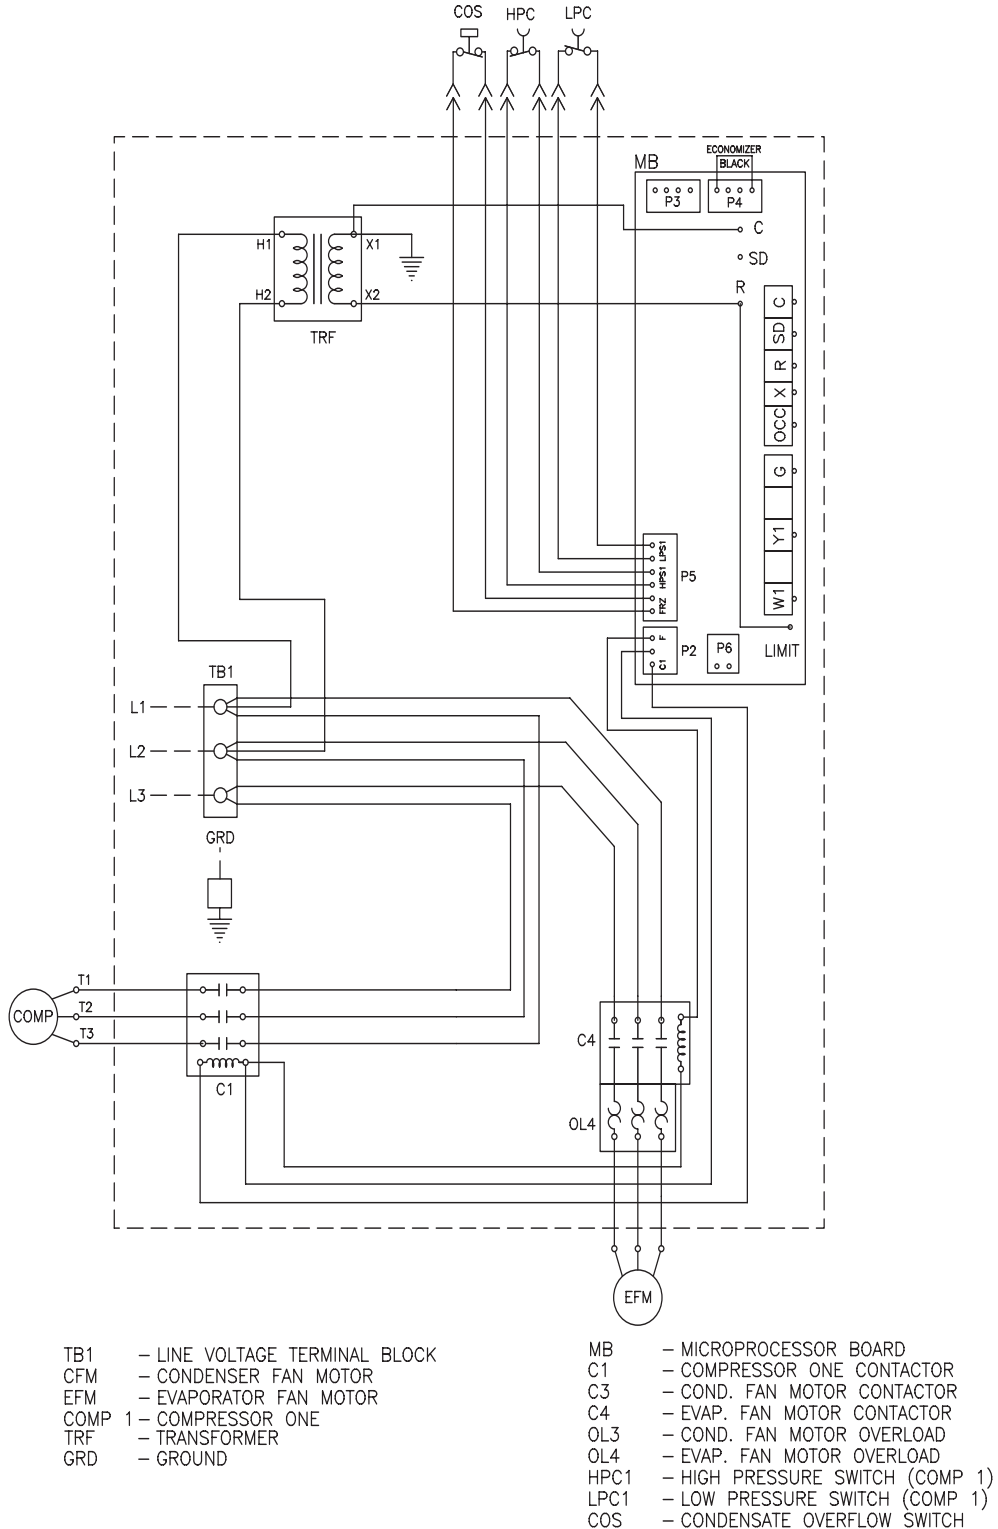 COS HPC LPC
ECONOMIZER
MB BLACK
P3 P4
C
H1 X1
SD
R
H2 X2
C
TRF
SD
R
X
OCC
G
Y1
LPS1
HPS1
P5
FRZ
W1
F
P2 P6
LIMIT
C1
TB1
L1
L2
L3
GRD
T1
T2
COMP
T3
C4
C1
OL4
EFM
TB1 – LINE VOLTAGE TERMINAL BLOCK
CFM – CONDENSER FAN MOTOR
EFM – EVAPORATOR FAN MOTOR
COMP 1 – COMPRESSOR ONE
TRF – TRANSFORMER
GRD – GROUND
MB – MICROPROCESSOR BOARD
C1 – COMPRESSOR ONE CONTACTOR
C3 – COND. FAN MOTOR CONTACTOR
C4 – EVAP. FAN MOTOR CONTACTOR
OL3 – COND. FAN MOTOR OVERLOAD
OL4 – EVAP. FAN MOTOR OVERLOAD
HPC1 – HIGH PRESSURE SWITCH (COMP 1)
LPC1 – LOW PRESSURE SWITCH (COMP 1)
COS – CONDENSATE OVERFLOW SWITCH